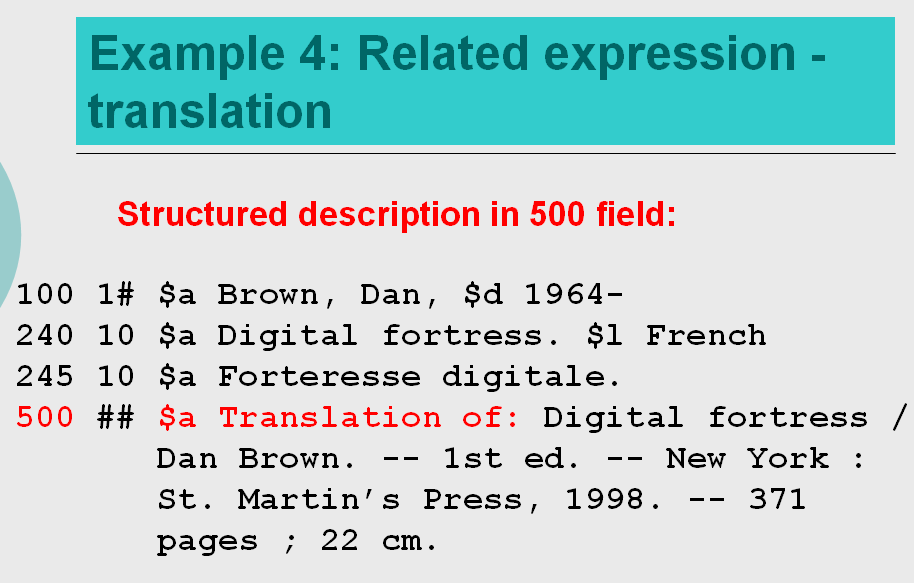 Example 4: Related expression -
translation
Structured description in 500 field:
100 1# $a Brown, Dan, $d 1964-
240 10 $a Digital fortress. $l French
245 10 $a Forteresse digitale.
500 ## $a Translation of: Digital fortress /
Dan Brown. -- 1st ed. -- New York :
St. Martin’s Press, 1998. -- 371
pages ; 22 cm.